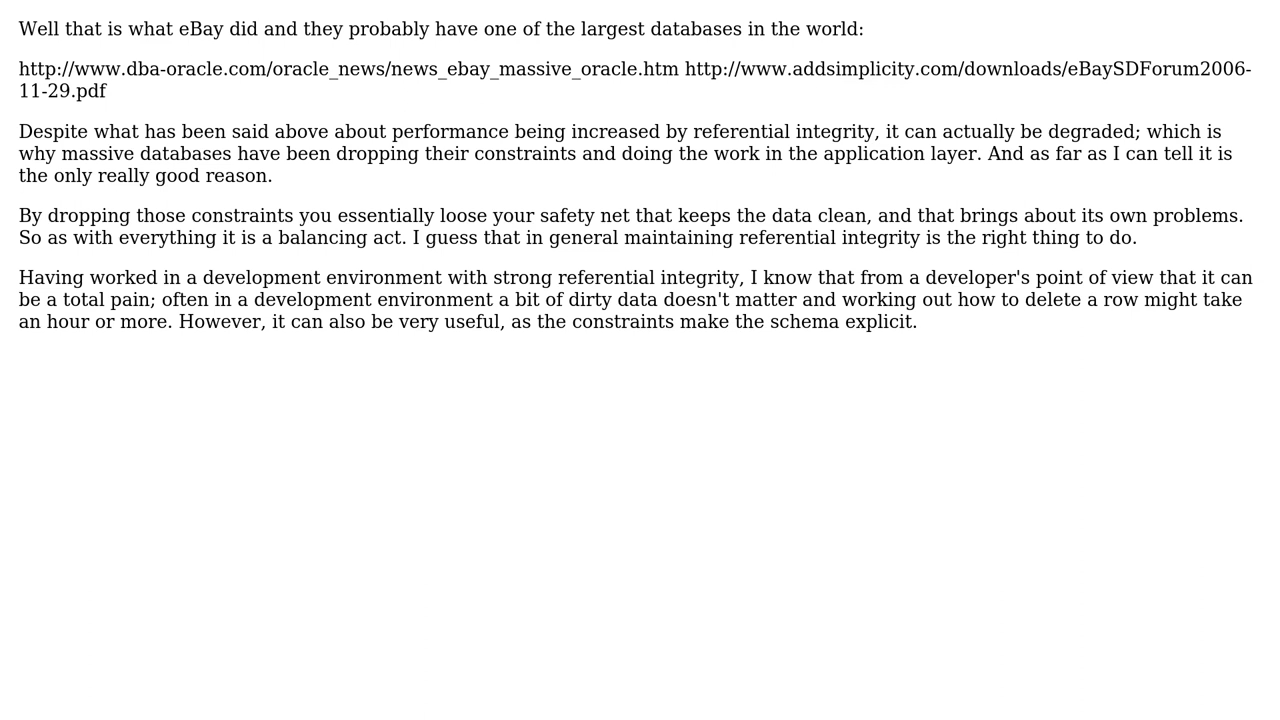 Well that is what eBay did and they probably have one of the largest databases in the world:
http://www.dba-oracle.com/oracle_news/news_ebay_massive_oracle.htm http://www.addsimplicity.com/downloads/eBaySDForum2006-
11-29.pdf
Despite what has been said above about performance being increased by referential integrity, it can actually be degraded; which is
why massive databases have been dropping their constraints and doing the work in the application layer. And as far as I can tell it is
the only really good reason.
By dropping those constraints you essentially loose your safety net that keeps the data clean, and that brings about its own problems.
So as with everything it is a balancing act. I guess that in general maintaining referential integrity is the right thing to do.
Having worked in a development environment with strong referential integrity, I know that from a developer's point of view that it can
be a total pain; often in a development environment a bit of dirty data doesn't matter and working out how to delete a row might take
an hour or more. However, it can also be very useful, as the constraints make the schema explicit.